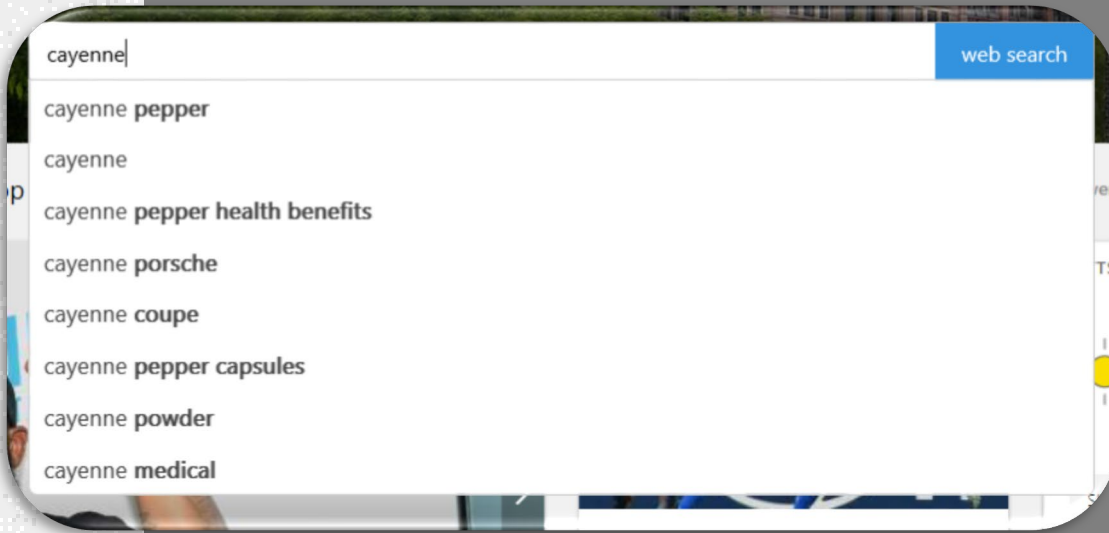 cayenne web search
cayenne pepper
cayenne
cayenne pepper health benefits
cayenne porsche
cayenne coupe
cayenne pepper capsules
cayenne powder
cayenne medical